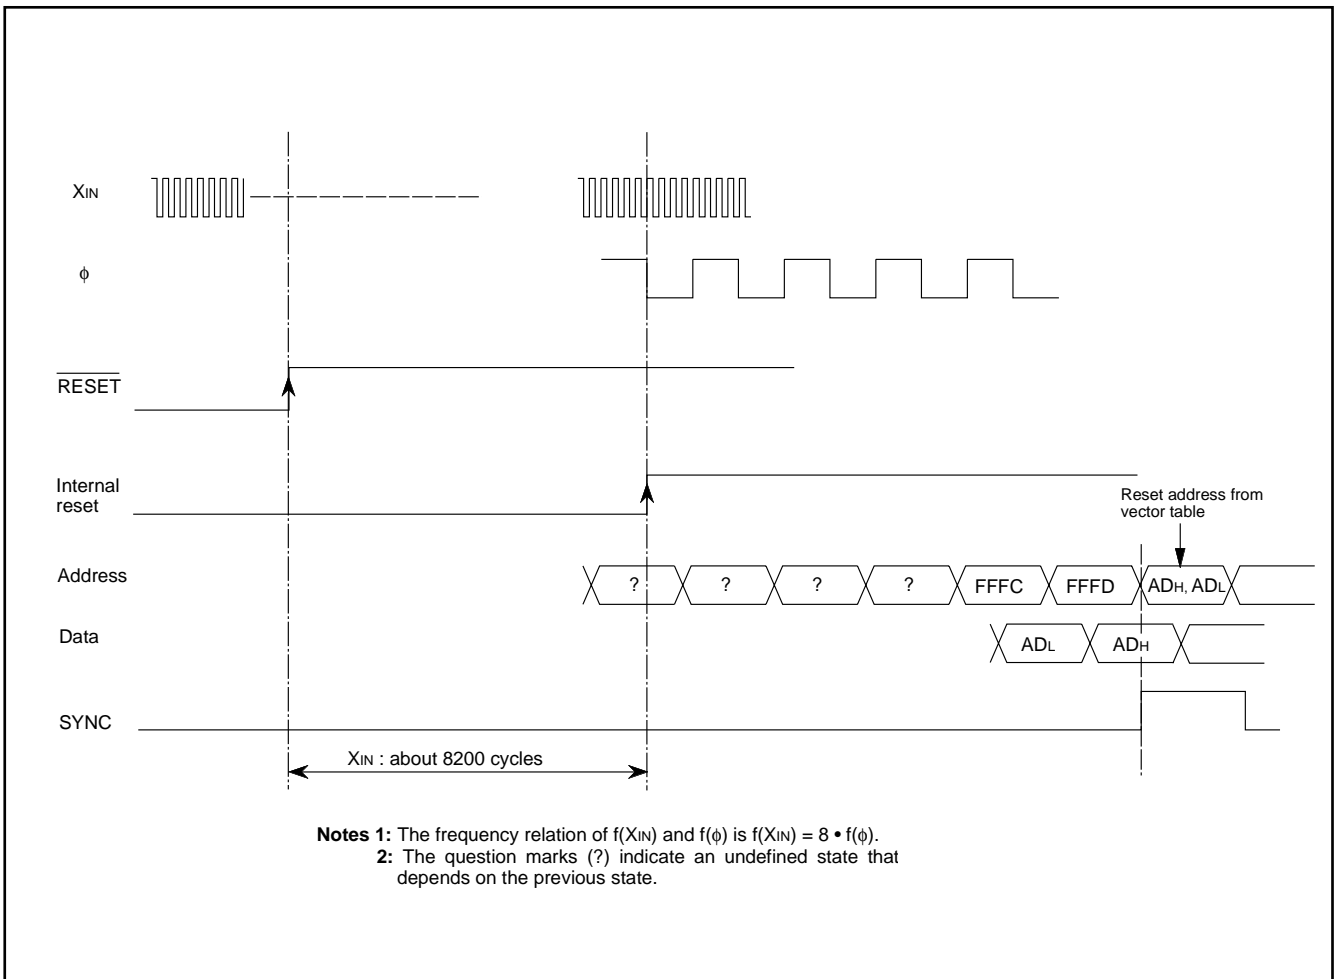 XIN
ϕ
RESET
Internal
reset
Reset address from
vector table
Address
? ? ? ? FFFC FFFD ADH, ADL
Data
ADL ADH
SYNC
XIN : about 8200 cycles
Notes 1: The frequency relation of f(XIN) and f(ϕ) is f(XIN) = 8 • f(ϕ).
2: The question marks (?) indicate an undefined state that
depends on the previous state.